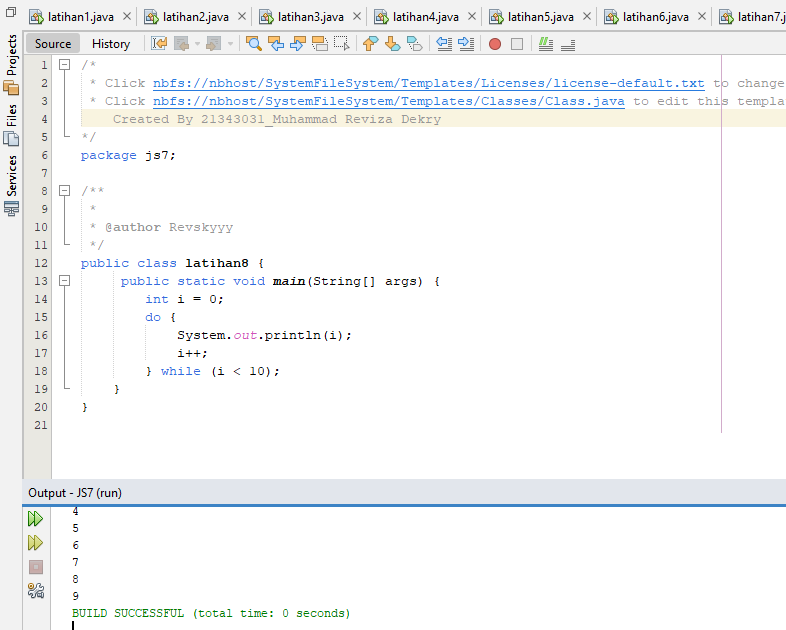 latihan1.java latihan2.java latihan3.java latihan4.java latihan5.java latihan6.java latihan7.j
Projects
Files
Services
Source History
1 /*
2 * Click nbfs://nbhost/SystemFileSystem/Templates/Licenses/license-default.txt to change
3 * Click nbfs://nbhost/SystemFileSystem/Templates/Classes/Class.java to edit this templa
4 Created By 21343031_Muhammad Reviza Dekry
5 */
6 package js7;
7
8 /**
9 *
10 * @author Revskyyy
11 */
12 public class latihan8 {
13 public static void main(String[] args) {
14 int i = 0;
15 do {
16 System.out.println(i);
17 i++;
18 } while (i < 10);
19 }
20 }
21
Output - JS7 (run)
4
5
6
7
8
9
BUILD SUCCESSFUL (total time: 0 seconds)